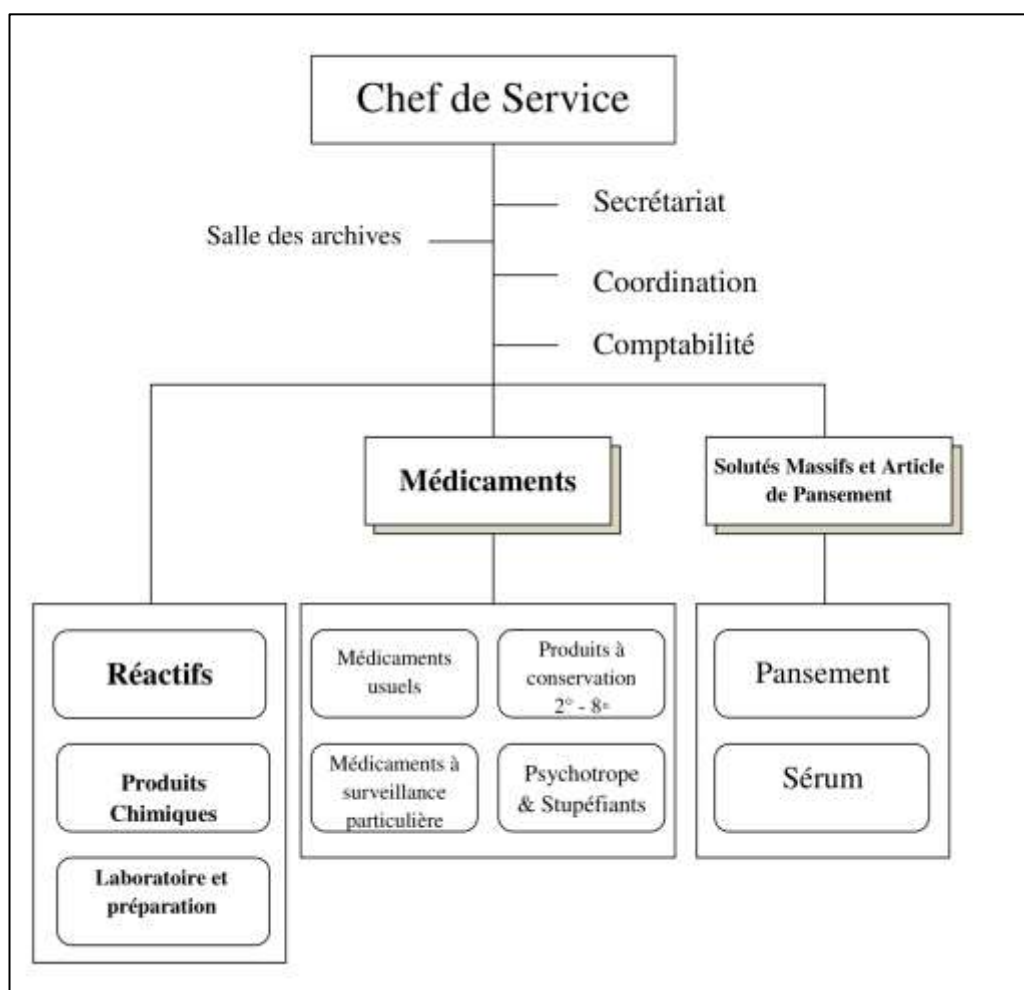 Chef de Service
Secrétariat
Salle des archives
Coordination
Comptabilité
Médicaments
Solutés Massifs et Article
de Pansement
Réactifs
Produits
Chimiques
Laboratoire et
préparation
Médicaments
usuels
Produits à
conservation
2° - 8°
Médicaments à
surveillance
particulière
Psychotrope
& Stupéfiants
Pansement
Sérum